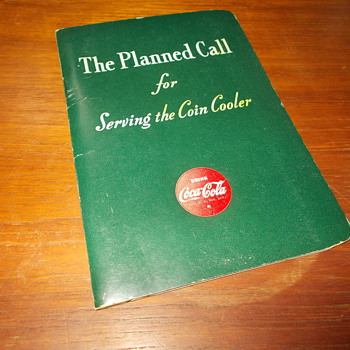 The Planned Call
for
Serving the Coin Cooler
DRINK
Coca-Cola